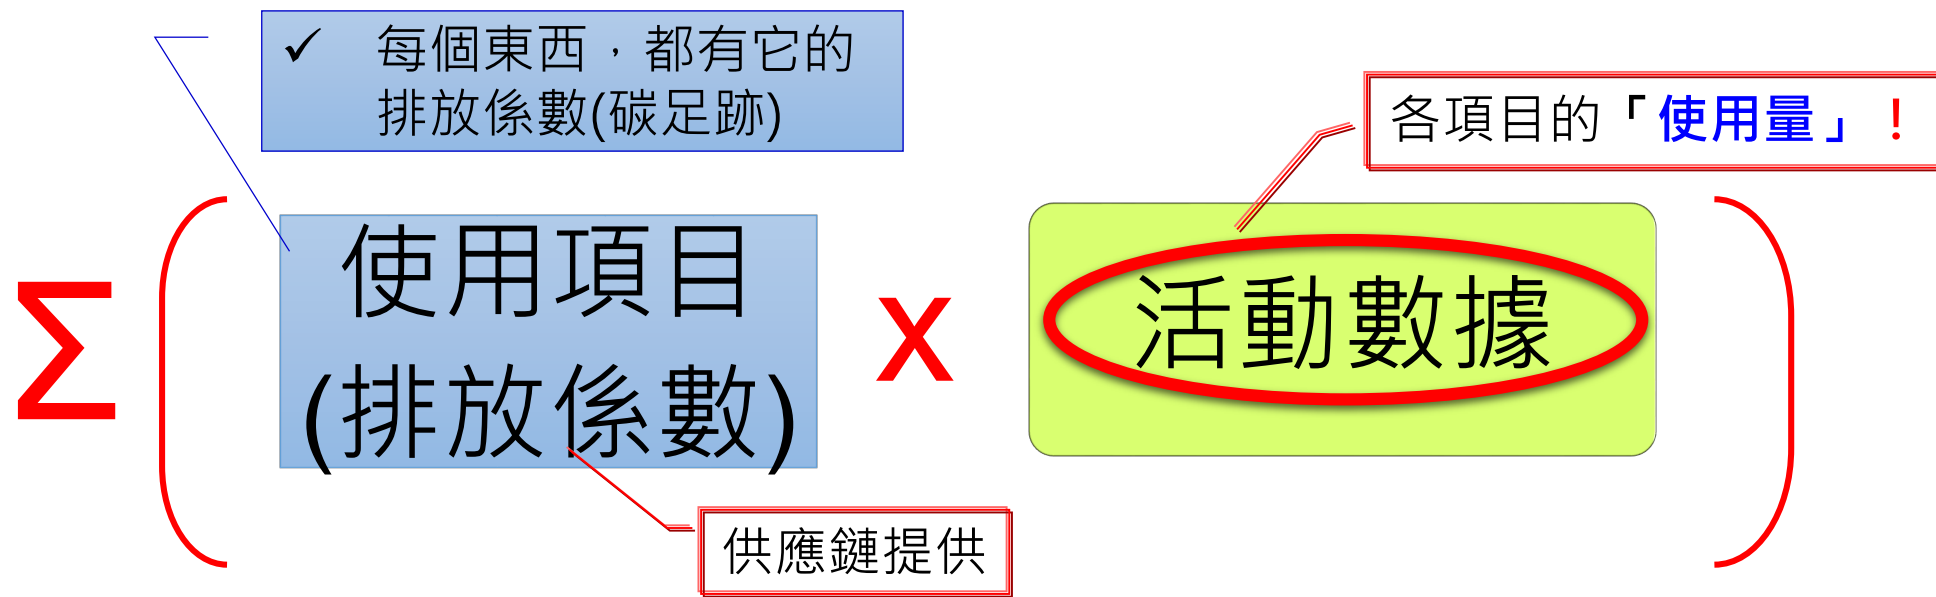 ✓ 每個東西，都有它的
排放係數(碳足跡)
各項目的「使用量」！
Σ
使用項目
(排放係數)
X
活動數據
供應鏈提供